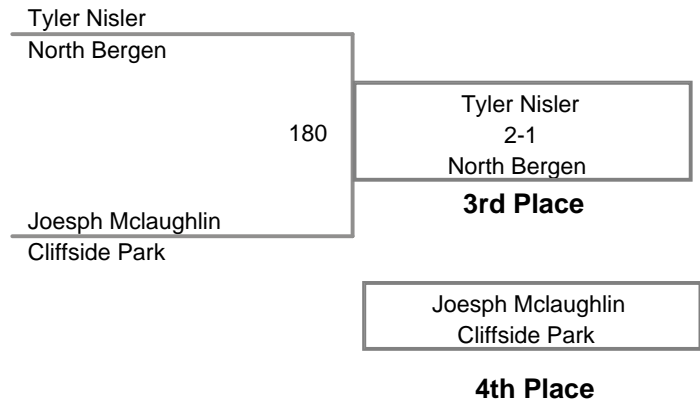 Tyler Nisler
North Bergen
180
Tyler Nisler
2-1
North Bergen
3rd Place
Joesph Mclaughlin
Cliffside Park
Joesph Mclaughlin
Cliffside Park
4th Place